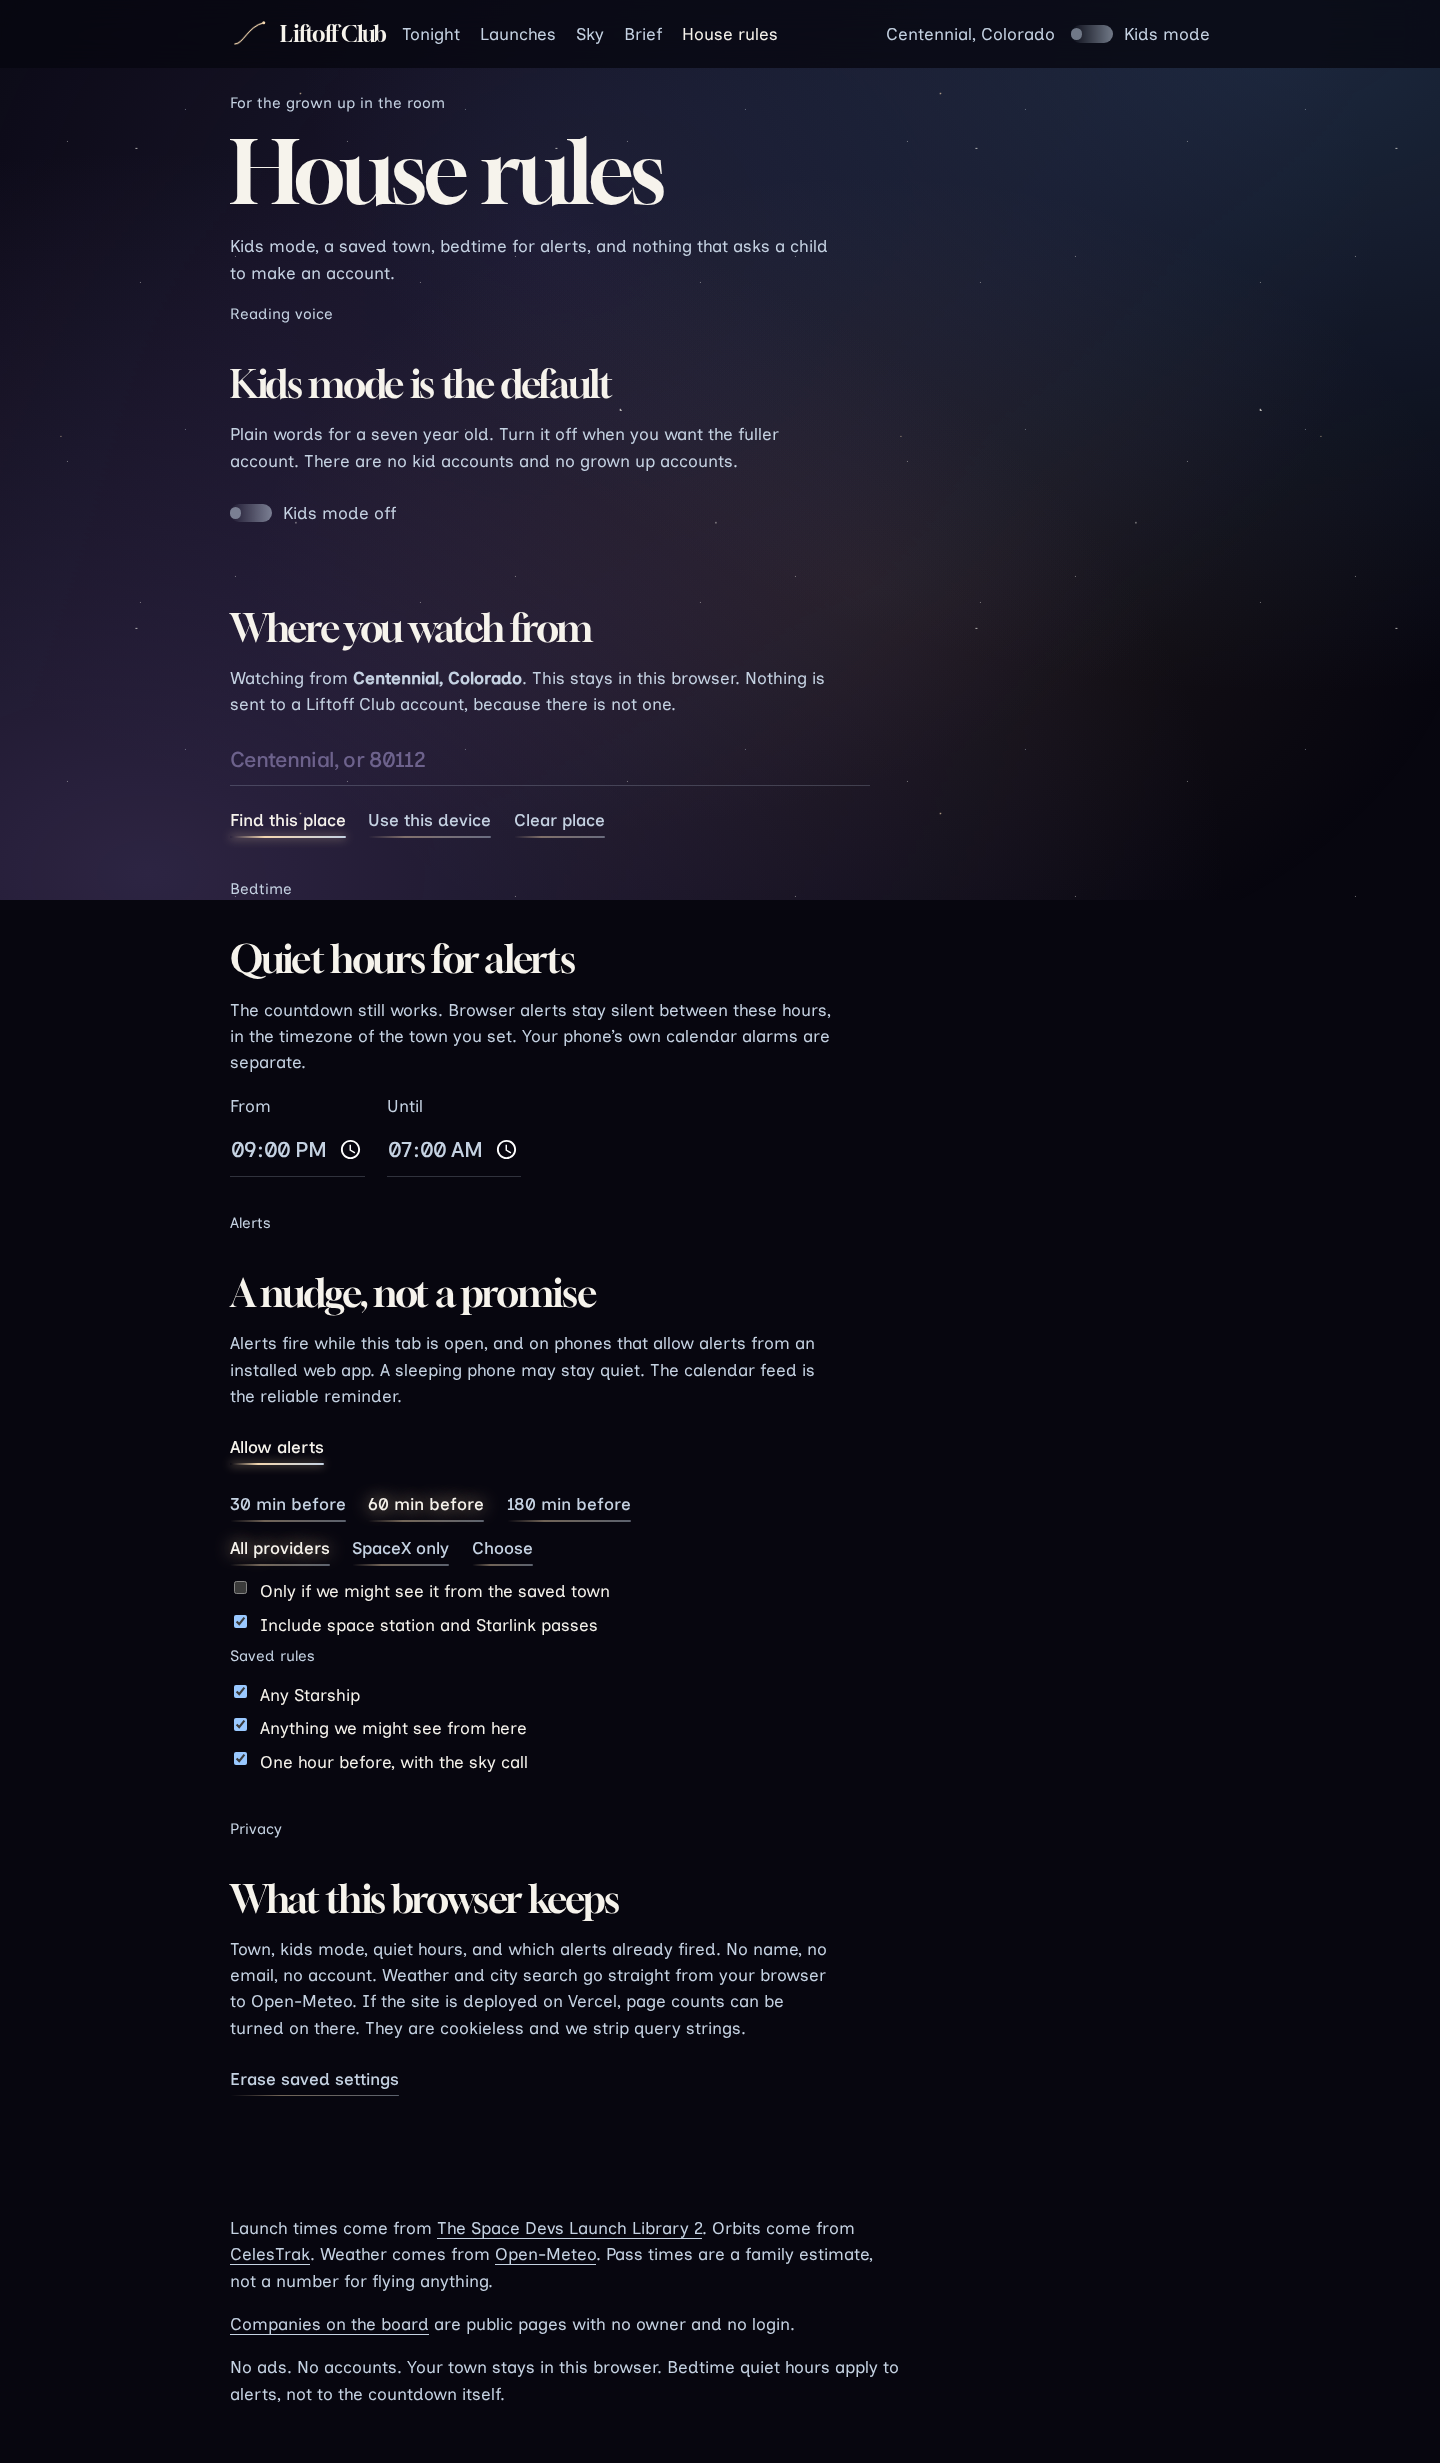 Liftoff Club Tonight Launches Sky Brief House rules Centennial, Colorado Kids mode
For the grown up in the room
House rules
Kids mode, a saved town, bedtime for alerts, and nothing that asks a child
to make an account.
Reading voice
Kids mode is the default
Plain words for a seven year old. Turn it off when you want the fuller
account. There are no kid accounts and no grown up accounts.
Kids mode off
Where you watch from
Watching from Centennial, Colorado. This stays in this browser. Nothing is
sent to a Liftoff Club account, because there is not one.
Centennial, or 80112
Find this place Use this device Clear place
Bedtime
Quiet hours for alerts
The countdown still works. Browser alerts stay silent between these hours,
in the timezone of the town you set. Your phone’s own calendar alarms are
separate.
From Until
09:00 PM 07:00 AM
Alerts
A nudge, not a promise
Alerts fire while this tab is open, and on phones that allow alerts from an
installed web app. A sleeping phone may stay quiet. The calendar feed is
the reliable reminder.
Allow alerts
30 min before 60 min before 180 min before
All providers SpaceX only Choose
Only if we might see it from the saved town
Include space station and Starlink passes
Saved rules
Any Starship
Anything we might see from here
One hour before, with the sky call
Privacy
What this browser keeps
Town, kids mode, quiet hours, and which alerts already fired. No name, no
email, no account. Weather and city search go straight from your browser
to Open-Meteo. If the site is deployed on Vercel, page counts can be
turned on there. They are cookieless and we strip query strings.
Erase saved settings
Launch times come from The Space Devs Launch Library 2. Orbits come from
CelesTrak. Weather comes from Open-Meteo. Pass times are a family estimate,
not a number for flying anything.
Companies on the board are public pages with no owner and no login.
No ads. No accounts. Your town stays in this browser. Bedtime quiet hours apply to
alerts, not to the countdown itself.